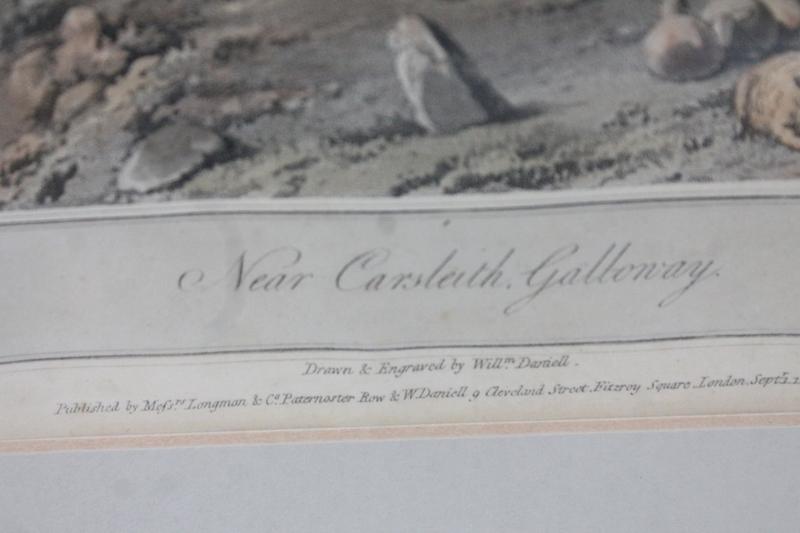 Near Carsleith, Galloway.
Drawn & Engraved by Willm. Daniell.
Published by Messrs. Longman & Co. Paternoster Row & W. Daniell 9 Cleveland Street, Fitzroy Square, London, Septr. 1.